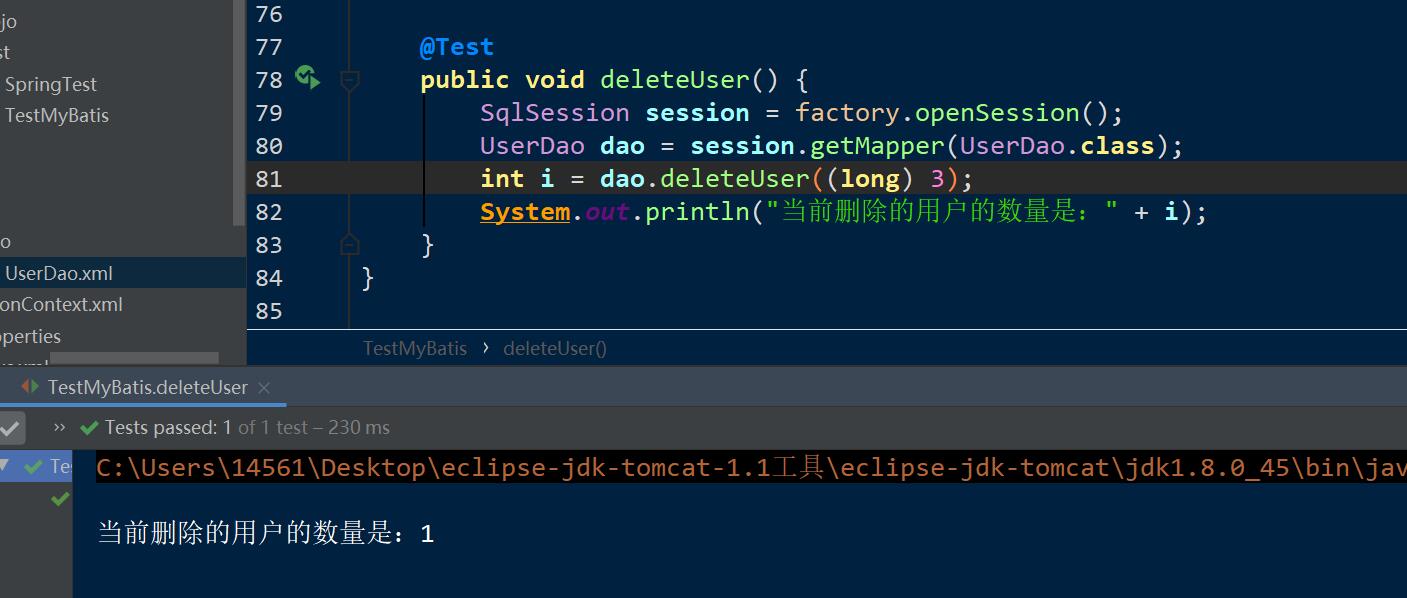 jo
st
SpringTest
TestMyBatis
o
UserDao.xml
onContext.xml
perties
76
77 @Test
78 public void deleteUser() {
79 SqlSession session = factory.openSession();
80 UserDao dao = session.getMapper(UserDao.class);
81 int i = dao.deleteUser((long) 3);
82 System.out.println("当前删除的用户的数量是：" + i);
83 }
84 }
85
TestMyBatis › deleteUser()
TestMyBatis.deleteUser ×
» Tests passed: 1 of 1 test – 230 ms
Te
C:\Users\14561\Desktop\eclipse-jdk-tomcat-1.1工具\eclipse-jdk-tomcat\jdk1.8.0_45\bin\jav
当前删除的用户的数量是：1